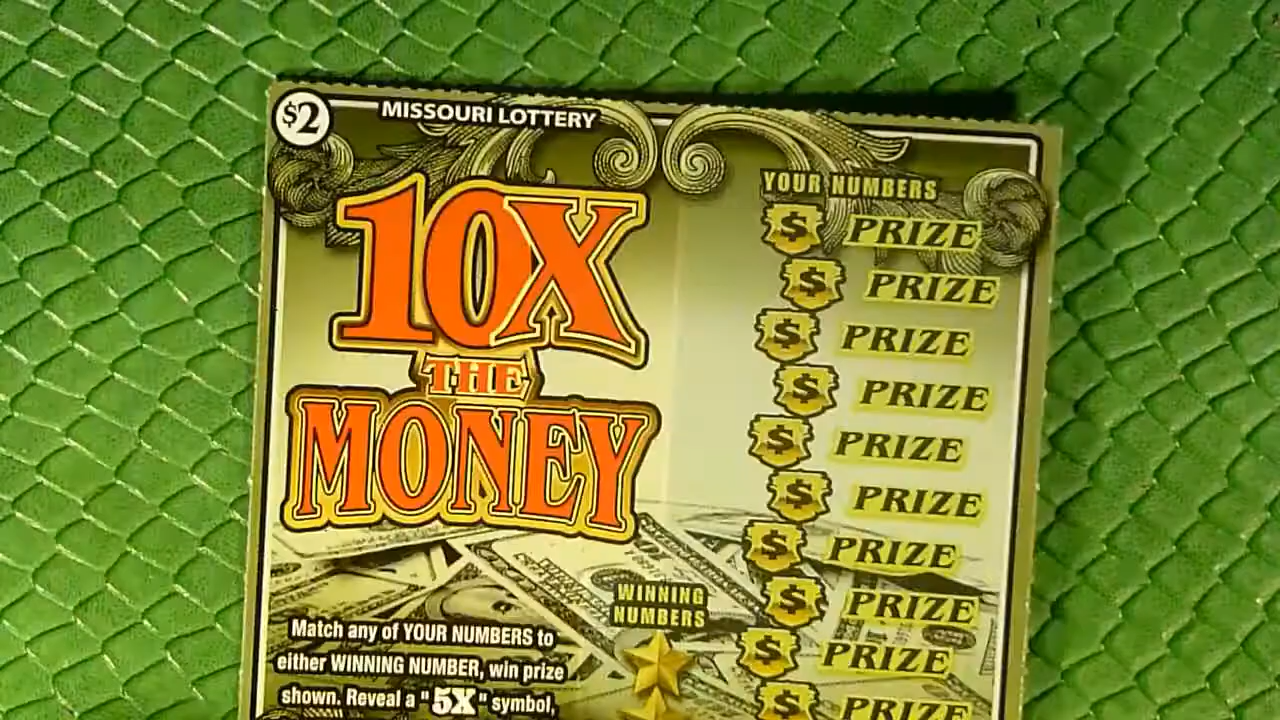 $2
MISSOURI LOTTERY
10X
THE
MONEY
YOUR NUMBERS
$ PRIZE
$ PRIZE
$ PRIZE
$ PRIZE
$ PRIZE
$ PRIZE
$ PRIZE
$ PRIZE
$ PRIZE
$ PRIZE
WINNING
NUMBERS
Match any of YOUR NUMBERS to
either WINNING NUMBER, win prize
shown. Reveal a "5X" symbol,